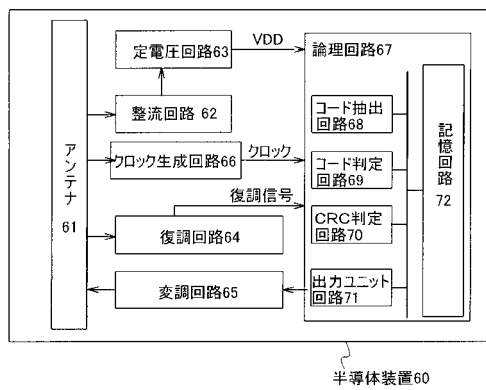 定電圧回路63
VDD
論理回路67
整流回路 62
クロック生成回路66
クロック
復調信号
復調回路64
変調回路65
アンテナ
61
コード抽出
回路68
コード判定
回路69
CRC判定
回路70
出力ユニット
回路71
記憶回路
72
半導体装置60